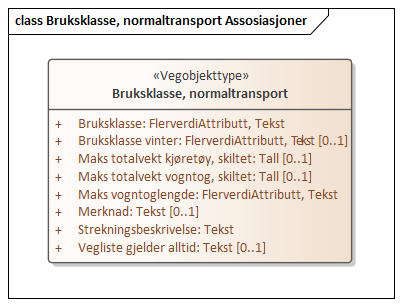 class Bruksklasse, normaltransport Assosiasjoner
«Vegobjekttype»
Bruksklasse, normaltransport
+ Bruksklasse: FlerverdiAttributt, Tekst
+ Bruksklasse vinter: FlerverdiAttributt, Tekst [0..1]
+ Maks totalvekt kjøretøy, skiltet: Tall [0..1]
+ Maks totalvekt vogntog, skiltet: Tall [0..1]
+ Maks vogntoglengde: FlerverdiAttributt, Tekst
+ Merknad: Tekst [0..1]
+ Strekningsbeskrivelse: Tekst
+ Vegliste gjelder alltid: Tekst [0..1]